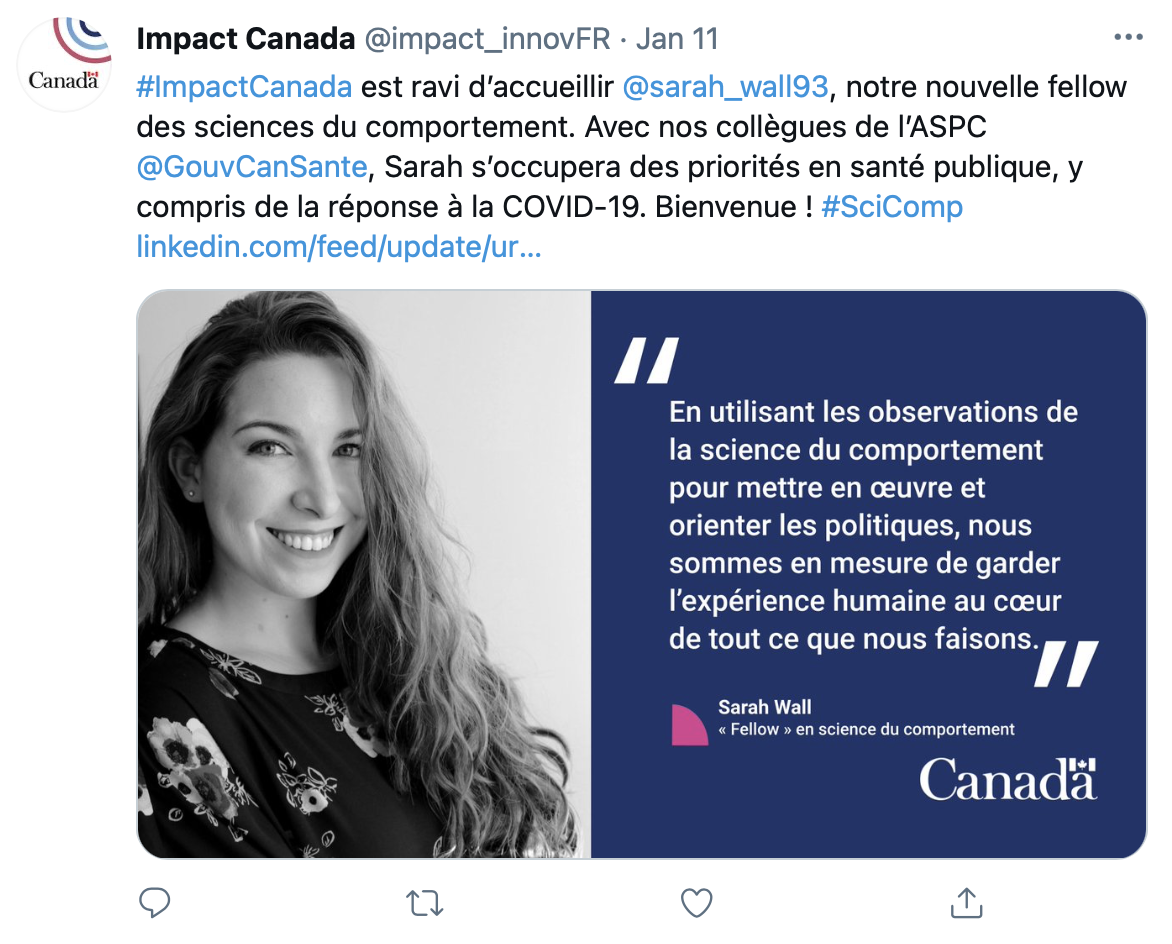 Canada
Impact Canada @impact_innovFR · Jan 11
#ImpactCanada est ravi d’accueillir @sarah_wall93, notre nouvelle fellow
des sciences du comportement. Avec nos collègues de l’ASPC
@GouvCanSante, Sarah s’occupera des priorités en santé publique, y
compris de la réponse à la COVID-19. Bienvenue ! #SciComp
linkedin.com/feed/update/ur...
"
En utilisant les observations de
la science du comportement
pour mettre en œuvre et
orienter les politiques, nous
sommes en mesure de garder
l’expérience humaine au cœur
de tout ce que nous faisons.
"
Sarah Wall
« Fellow » en science du comportement
Canada